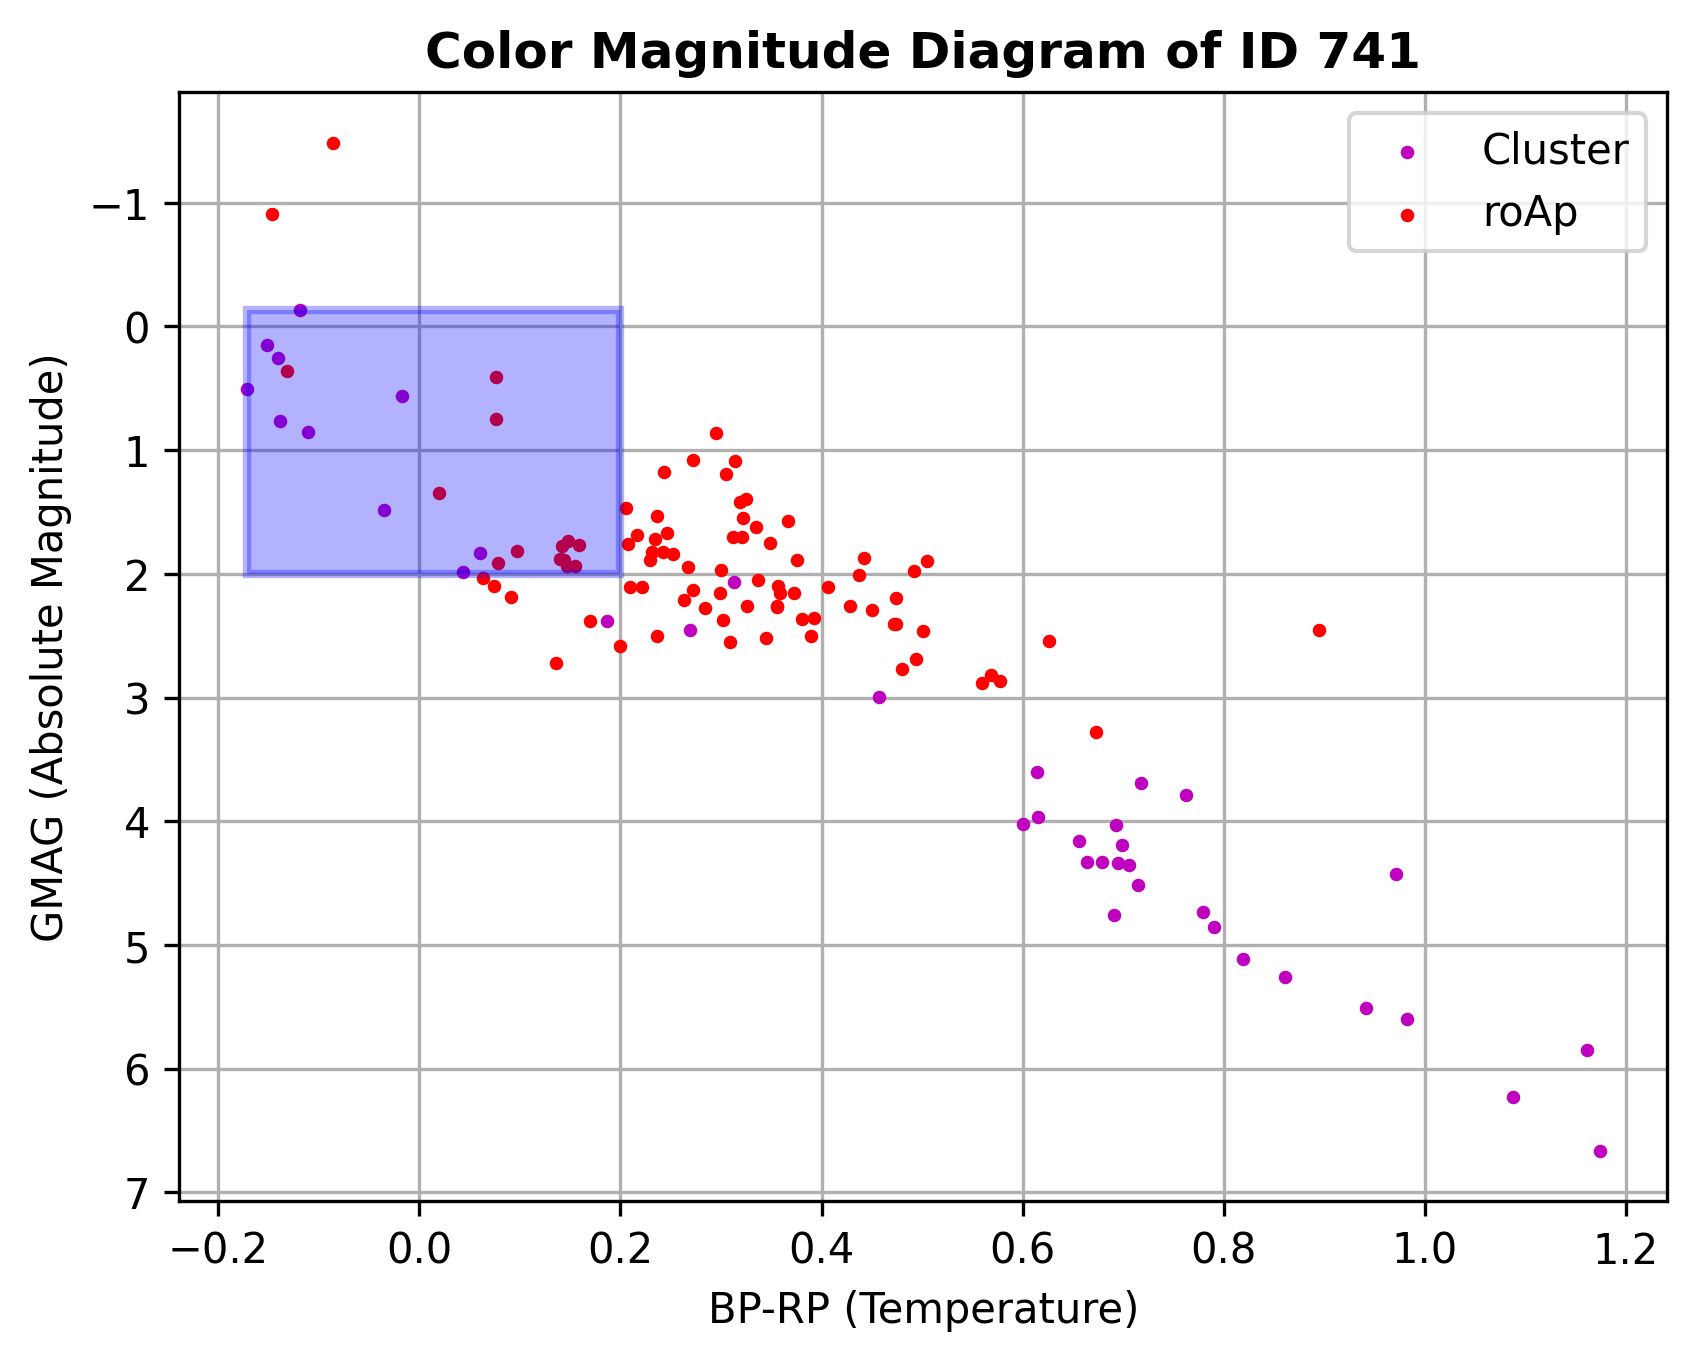 Color Magnitude Diagram of ID 741
Cluster
roAp
GMAG (Absolute Magnitude)
−1
0
1
2
3
4
5
6
7
−0.2 0.0 0.2 0.4 0.6 0.8 1.0 1.2
BP-RP (Temperature)